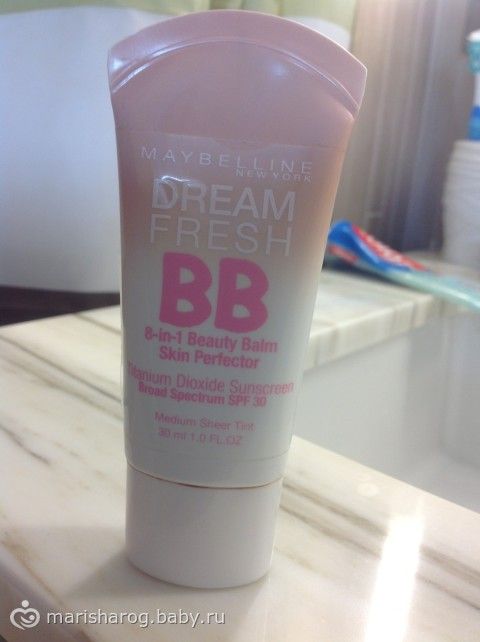 MAYBELLINE
NEW YORK
DREAM
FRESH
BB
8-in-1 Beauty Balm
Skin Perfector
Titanium Dioxide Sunscreen
Broad Spectrum SPF 30
Medium Sheer Tint
30 ml 1.0 FL.OZ
marisharog.baby.ru